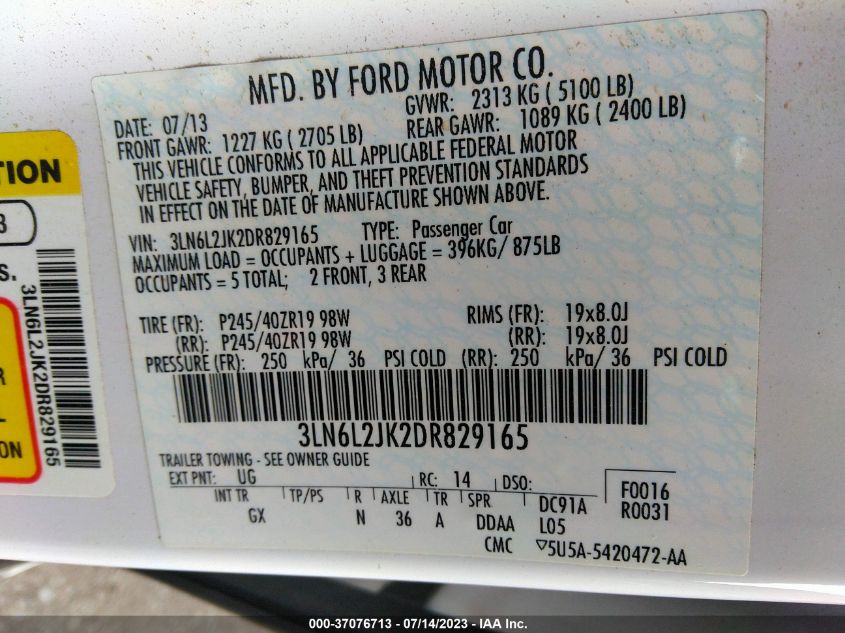 MFD. BY FORD MOTOR CO.
DATE: 07/13 GVWR: 2313 KG ( 5100 LB)
FRONT GAWR: 1227 KG ( 2705 LB) REAR GAWR: 1089 KG ( 2400 LB)
THIS VEHICLE CONFORMS TO ALL APPLICABLE FEDERAL MOTOR
VEHICLE SAFETY, BUMPER, AND THEFT PREVENTION STANDARDS
IN EFFECT ON THE DATE OF MANUFACTURE SHOWN ABOVE.
VIN: 3LN6L2JK2DR829165 TYPE: Passenger Car
MAXIMUM LOAD = OCCUPANTS + LUGGAGE = 396KG/ 875LB
OCCUPANTS = 5 TOTAL; 2 FRONT, 3 REAR
TIRE (FR): P245/40ZR19 98W RIMS (FR): 19x8.0J
(RR): P245/40ZR19 98W (RR): 19x8.0J
PRESSURE (FR): 250 kPa/ 36 PSI COLD (RR): 250 kPa/ 36 PSI COLD
3LN6L2JK2DR829165
TRAILER TOWING - SEE OWNER GUIDE
EXT PNT: UG RC: 14 DSO: F0016
INT TR TP/PS R AXLE TR SPR DC91A R0031
GX N 36 A DDAA L05
CMC 5U5A-5420472-AA
TION
3
S.
3LN6L2JK2DR829165
R
L
ION
000-37076713 / 07/14/2023 - IAA Inc.